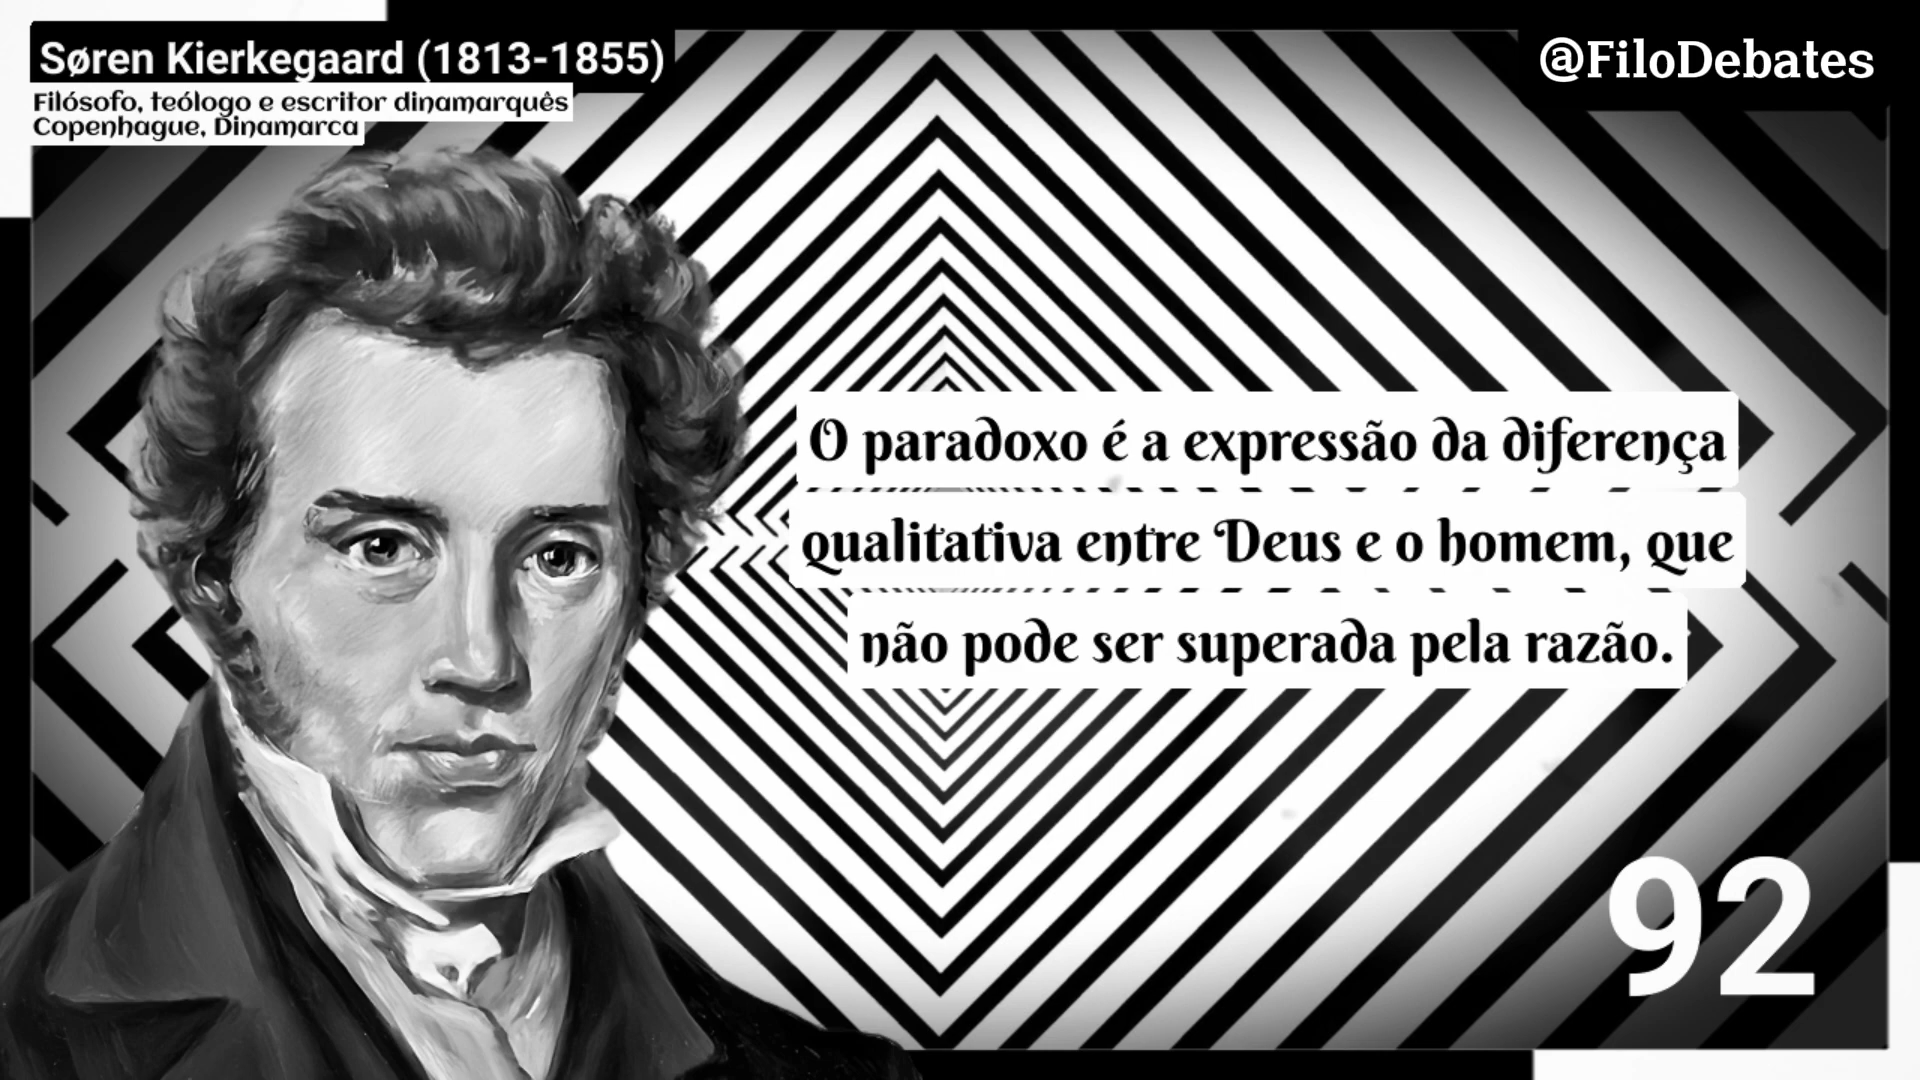 Søren Kierkegaard (1813-1855)
Filósofo, teólogo e escritor dinamarquês
Copenhague, Dinamarca
@FiloDebates
O paradoxo é a expressão da diferença
qualitativa entre Deus e o homem, que
não pode ser superada pela razão.
92